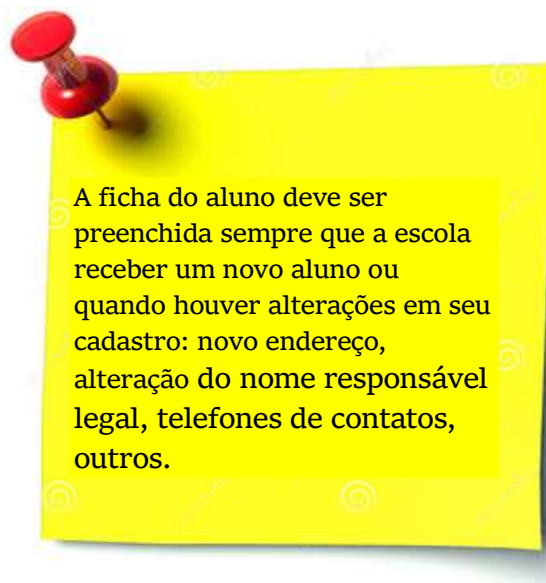 A ficha do aluno deve ser
preenchida sempre que a escola
receber um novo aluno ou
quando houver alterações em seu
cadastro: novo endereço,
alteração do nome responsável
legal, telefones de contatos,
outros.